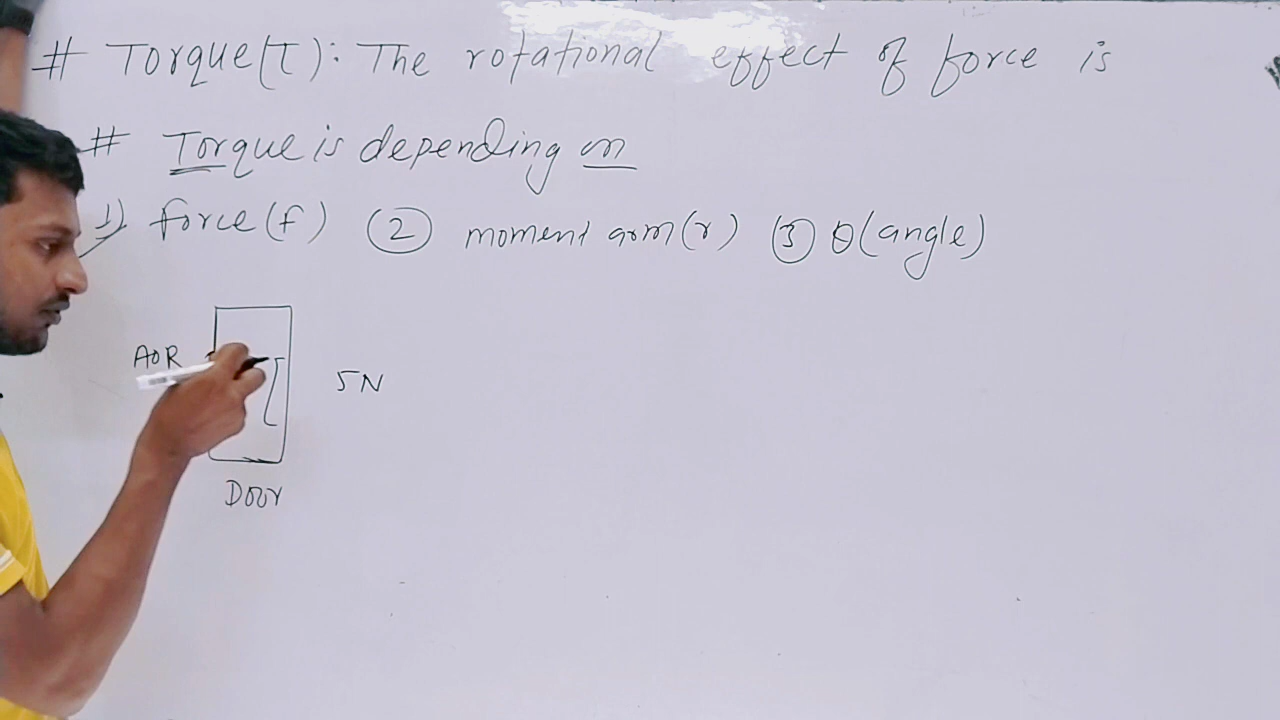 # Torque(τ): The rotational effect of force is
# Torque is depending on
1) force(f) (2) moment arm(r) (3) θ(angle)
AOR
5N
Door